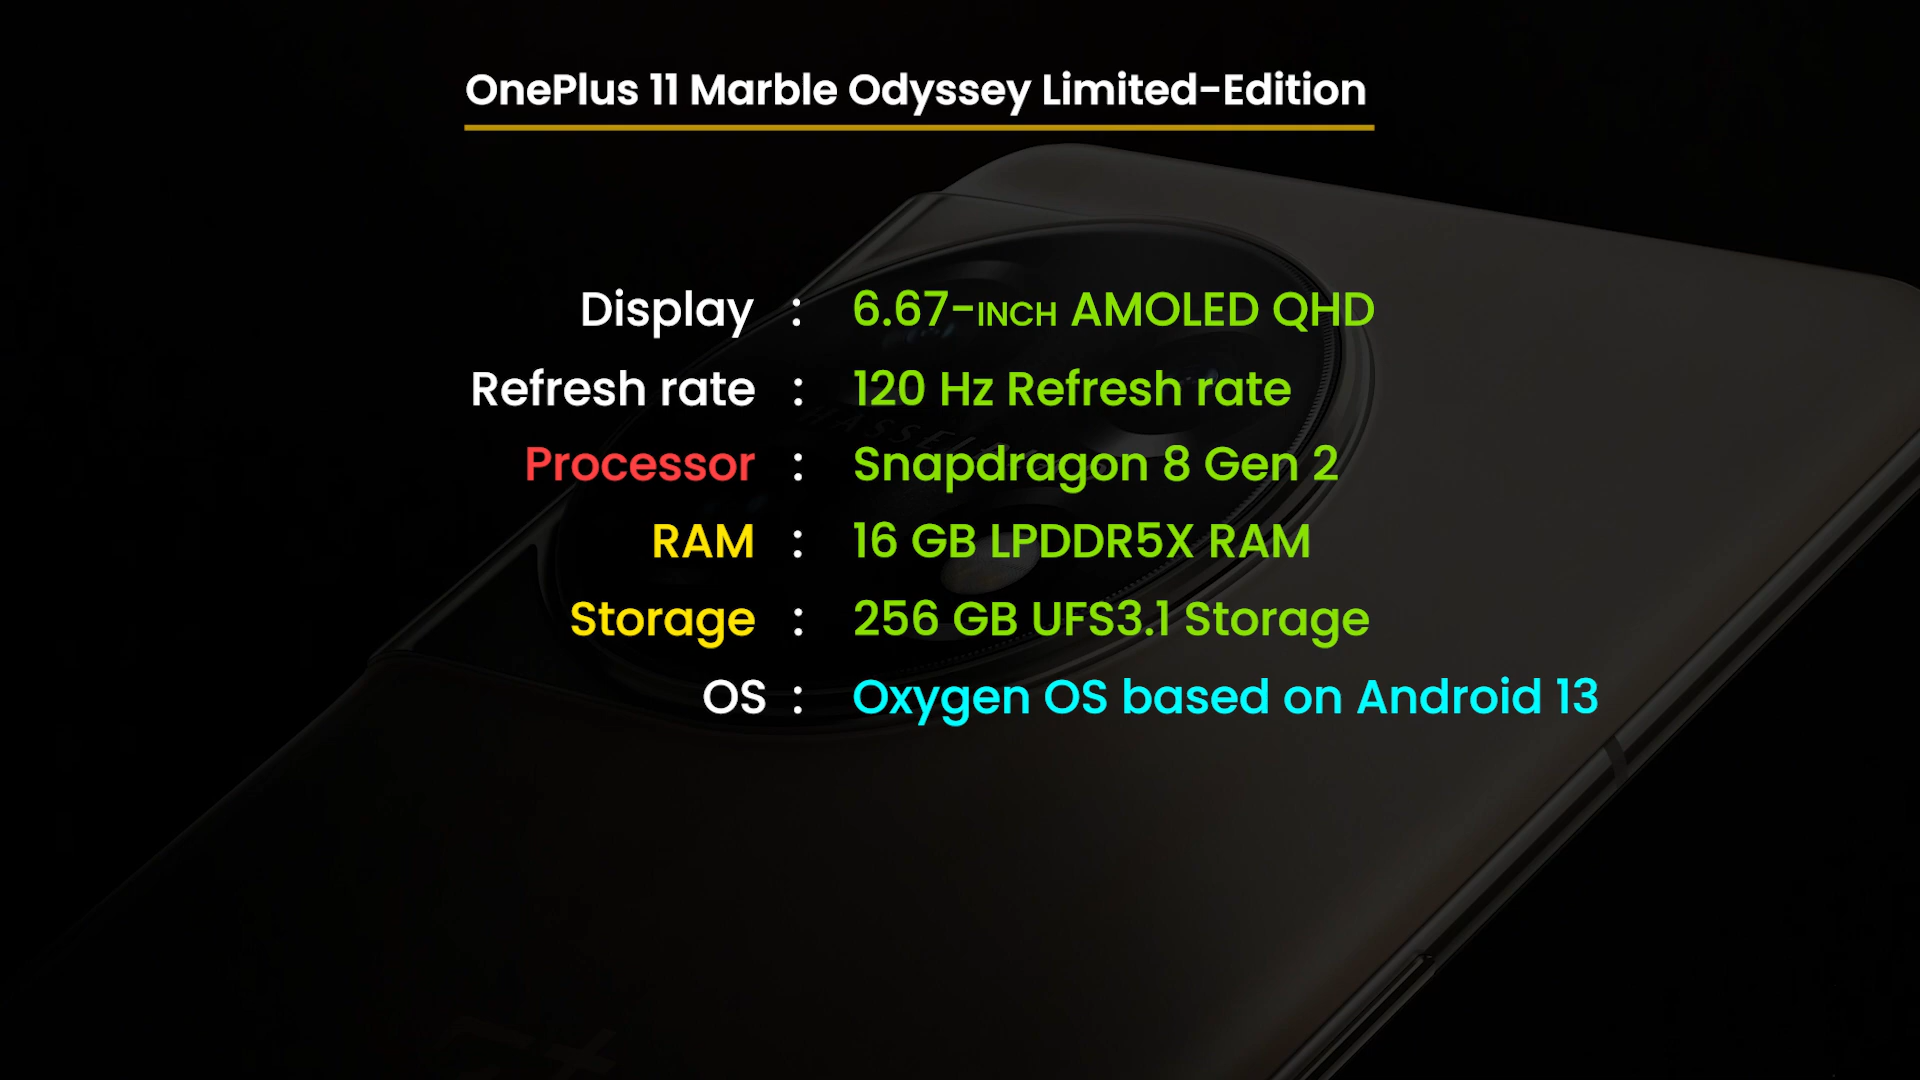 OnePlus 11 Marble Odyssey Limited-Edition
Display : 6.67-INCH AMOLED QHD
Refresh rate : 120 Hz Refresh rate
Processor : Snapdragon 8 Gen 2
RAM : 16 GB LPDDR5X RAM
Storage : 256 GB UFS3.1 Storage
OS : Oxygen OS based on Android 13